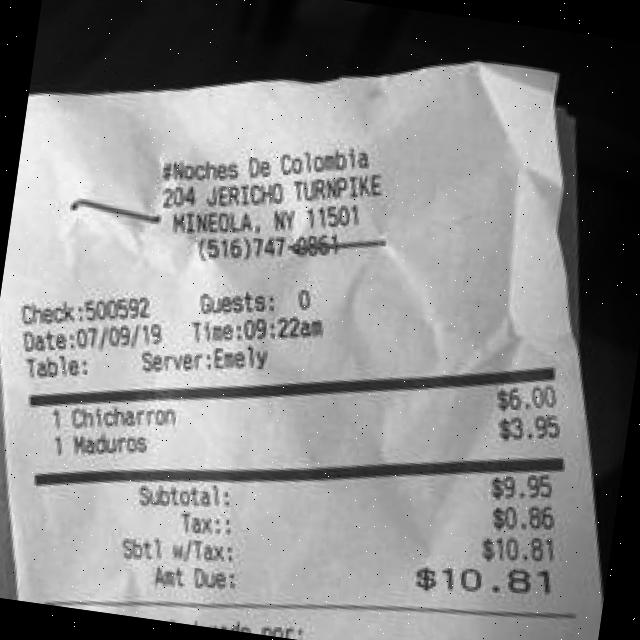 #Noches De Colombia
204 JERICHO TURNPIKE
MINEOLA, NY 11501
(516)747-0861
Check:500592 Guests: 0
Date:07/09/19 Time:09:22am
Table: Server:Emely
1 Chicharron $6.00
1 Maduros $3.95
Subtotal: $9.95
Tax:: $0.86
Sbtl w/Tax: $10.81
Amt Due: $10.81